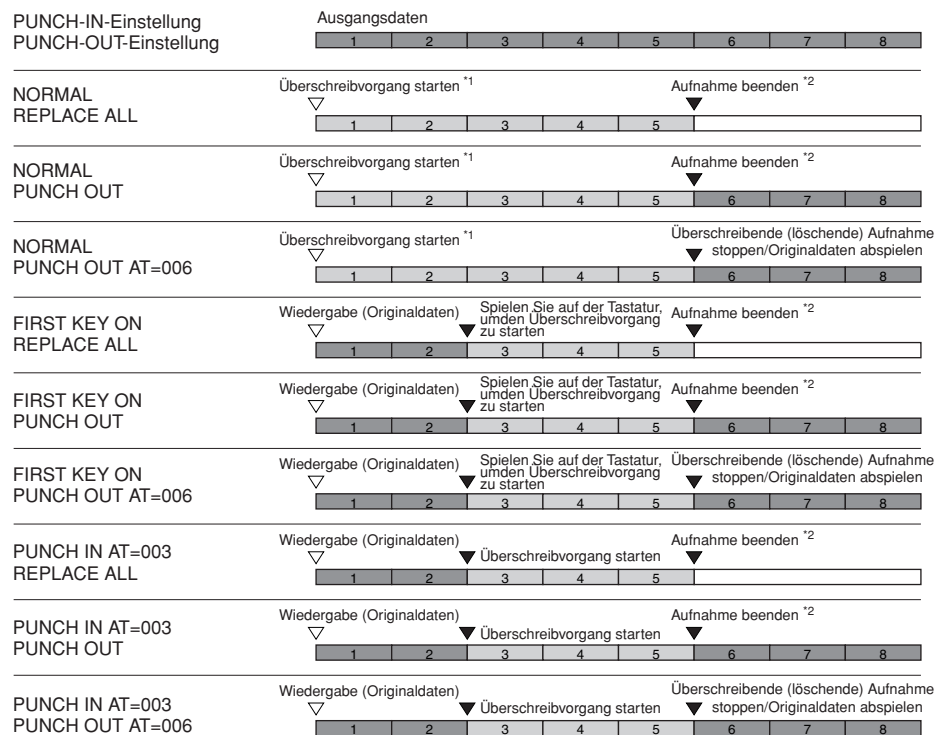 PUNCH-IN-Einstellung
PUNCH-OUT-Einstellung
Ausgangsdaten
1 2 3 4 5 6 7 8
NORMAL
REPLACE ALL
Überschreibvorgang starten *1
Aufnahme beenden *2
1 2 3 4 5
NORMAL
PUNCH OUT
Überschreibvorgang starten *1
Aufnahme beenden *2
1 2 3 4 5 6 7 8
NORMAL
PUNCH OUT AT=006
Überschreibvorgang starten *1
Überschreibende (löschende) Aufnahme
stoppen/Originaldaten abspielen
1 2 3 4 5 6 7 8
FIRST KEY ON
REPLACE ALL
Wiedergabe (Originaldaten)
Spielen Sie auf der Tastatur,
umden Überschreibvorgang
zu starten
Aufnahme beenden *2
1 2 3 4 5
FIRST KEY ON
PUNCH OUT
Wiedergabe (Originaldaten)
Spielen Sie auf der Tastatur,
umden Überschreibvorgang
zu starten
Aufnahme beenden *2
1 2 3 4 5 6 7 8
FIRST KEY ON
PUNCH OUT AT=006
Wiedergabe (Originaldaten)
Spielen Sie auf der Tastatur,
umden Überschreibvorgang
zu starten
Überschreibende (löschende) Aufnahme
stoppen/Originaldaten abspielen
1 2 3 4 5 6 7 8
PUNCH IN AT=003
REPLACE ALL
Wiedergabe (Originaldaten)
Überschreibvorgang starten
Aufnahme beenden *2
1 2 3 4 5
PUNCH IN AT=003
PUNCH OUT
Wiedergabe (Originaldaten)
Überschreibvorgang starten
Aufnahme beenden *2
1 2 3 4 5 6 7 8
PUNCH IN AT=003
PUNCH OUT AT=006
Wiedergabe (Originaldaten)
Überschreibvorgang starten
Überschreibende (löschende) Aufnahme
stoppen/Originaldaten abspielen
1 2 3 4 5 6 7 8